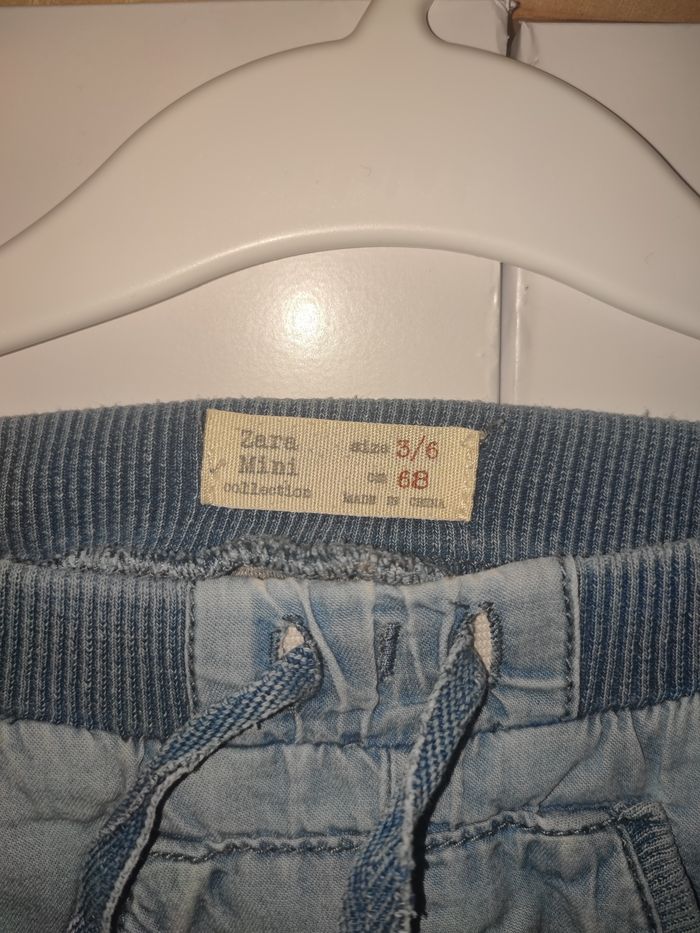 Zara
Mini
collection
size 3/6
cm 68
MADE IN CHINA